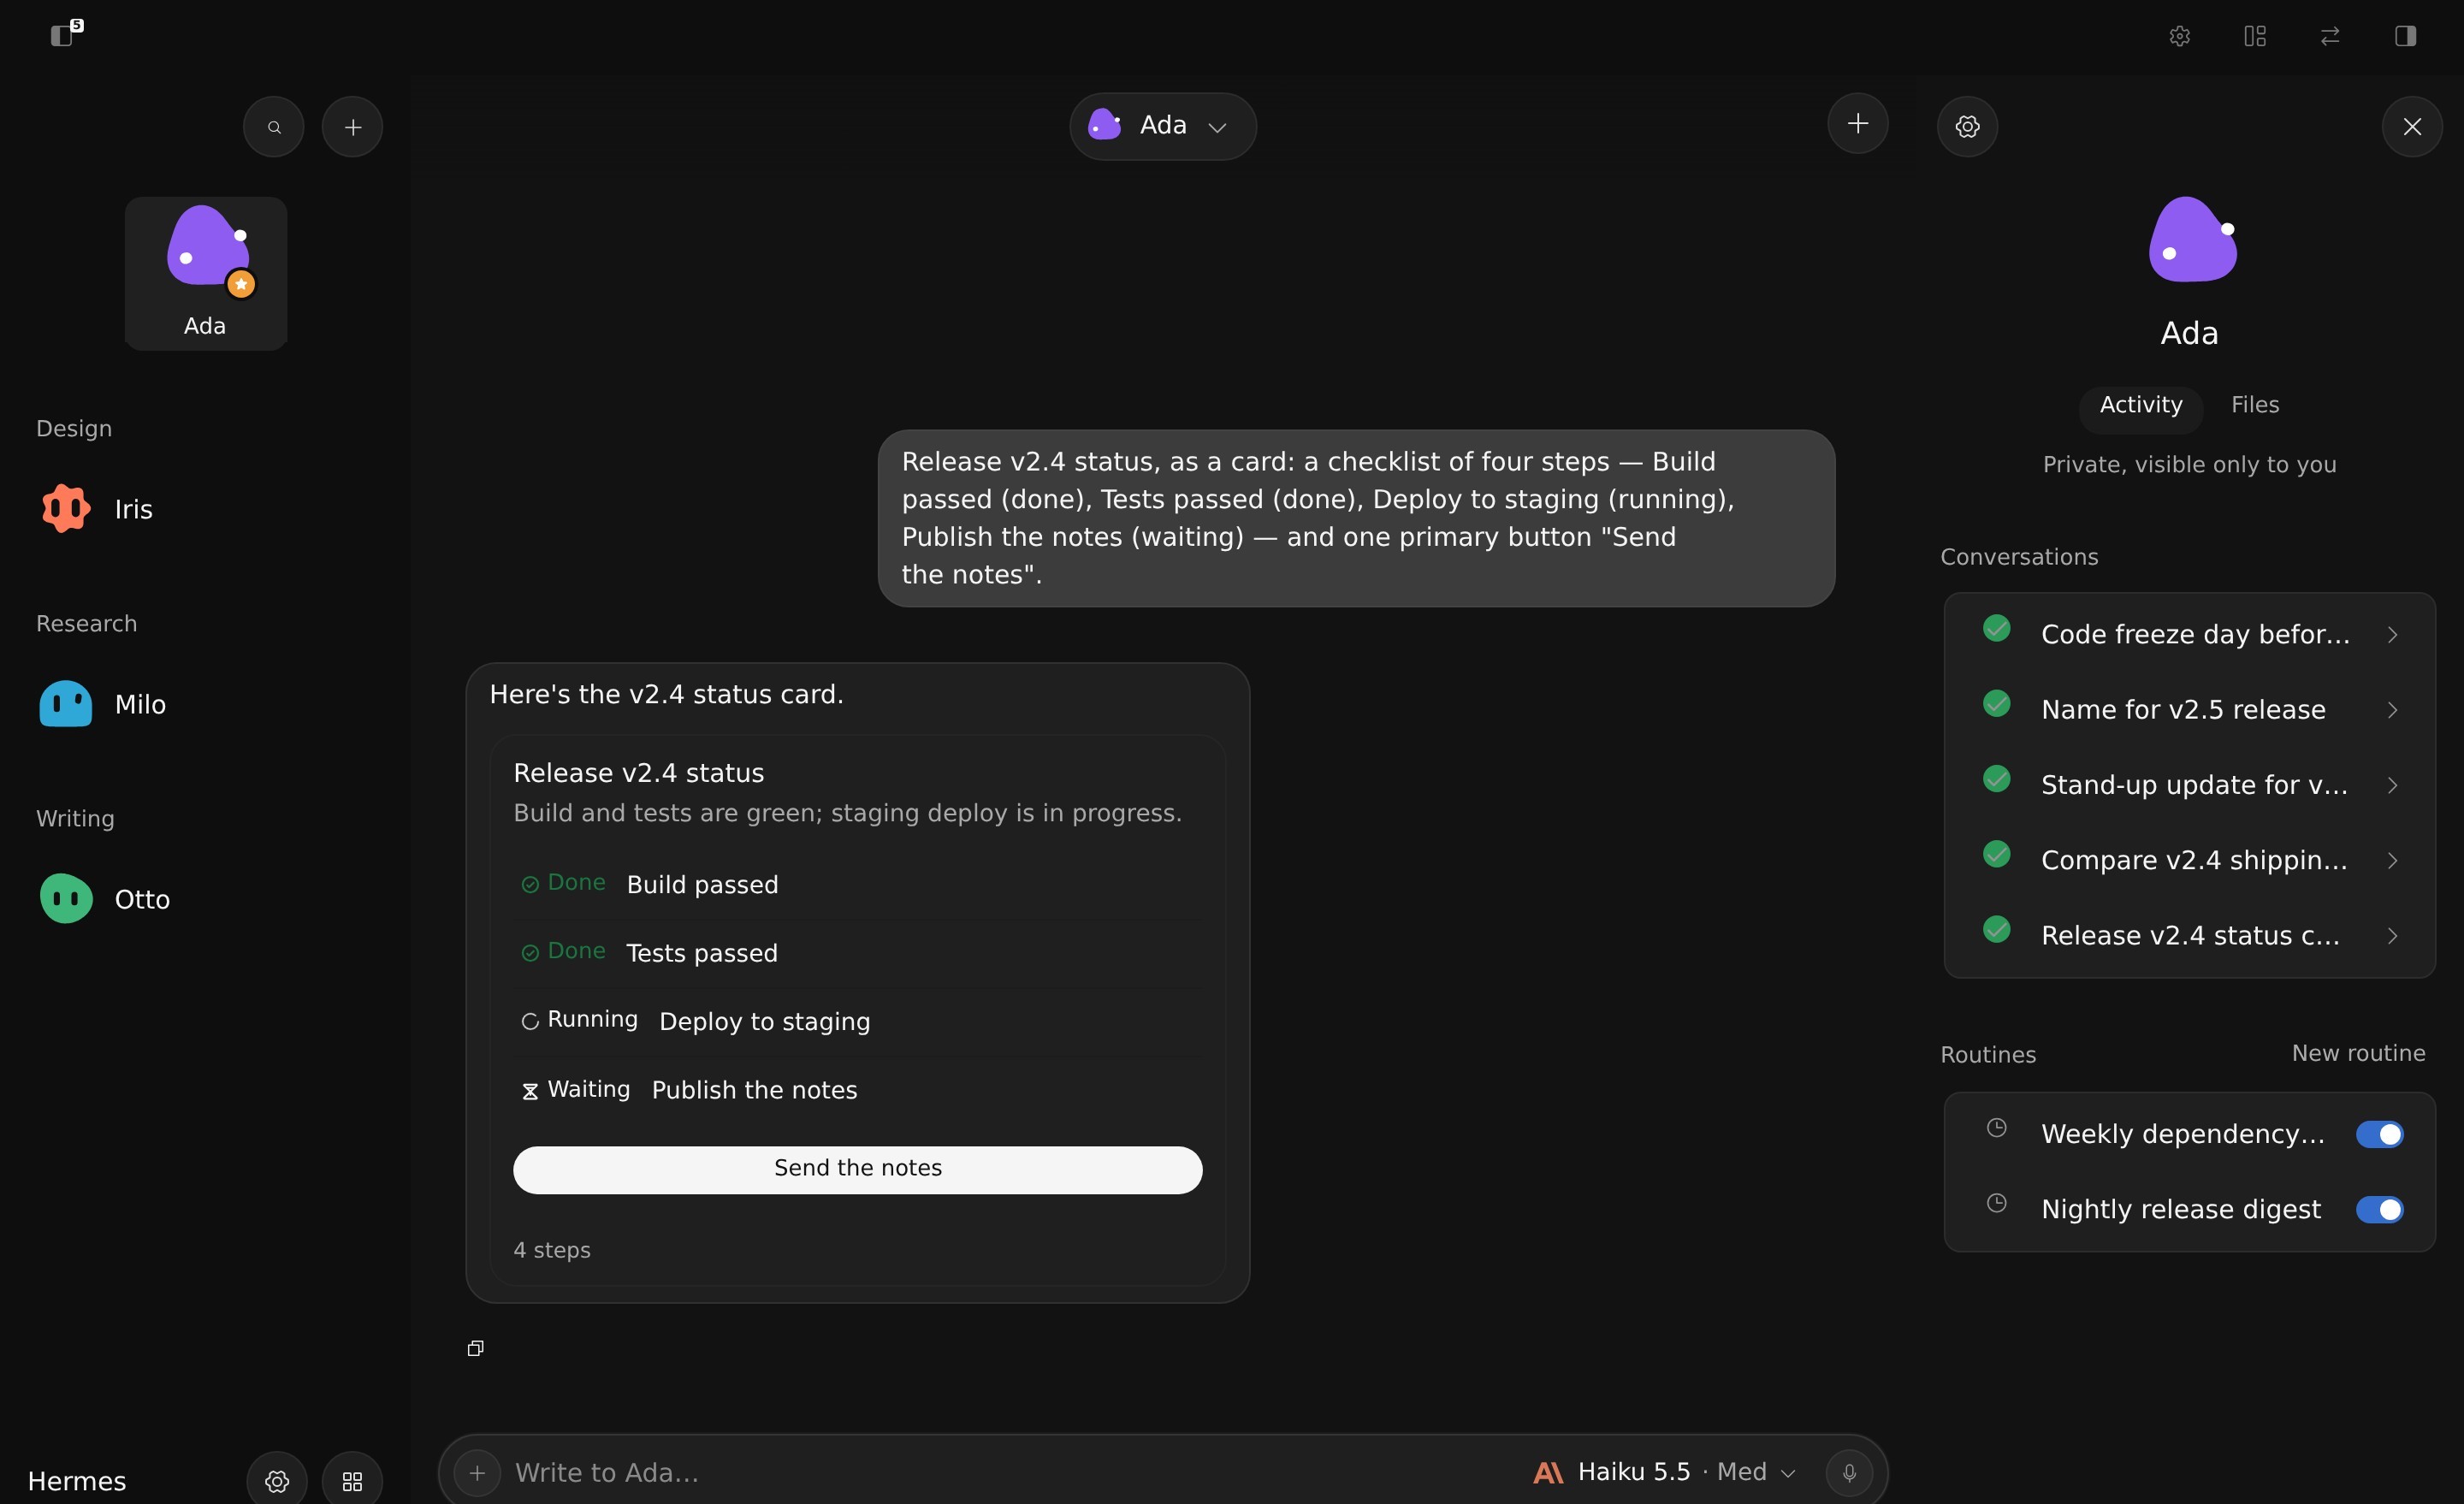 5
Ada
Design
Iris
Research
Milo
Writing
Otto
Hermes
Ada
Release v2.4 status, as a card: a checklist of four steps — Build
passed (done), Tests passed (done), Deploy to staging (running),
Publish the notes (waiting) — and one primary button "Send
the notes".
Here's the v2.4 status card.
Release v2.4 status
Build and tests are green; staging deploy is in progress.
Done Build passed
Done Tests passed
Running Deploy to staging
Waiting Publish the notes
Send the notes
4 steps
Write to Ada...
Haiku 5.5 · Med
Ada
Activity Files
Private, visible only to you
Conversations
Code freeze day befor...
Name for v2.5 release
Stand-up update for v...
Compare v2.4 shippin...
Release v2.4 status c...
Routines New routine
Weekly dependency...
Nightly release digest